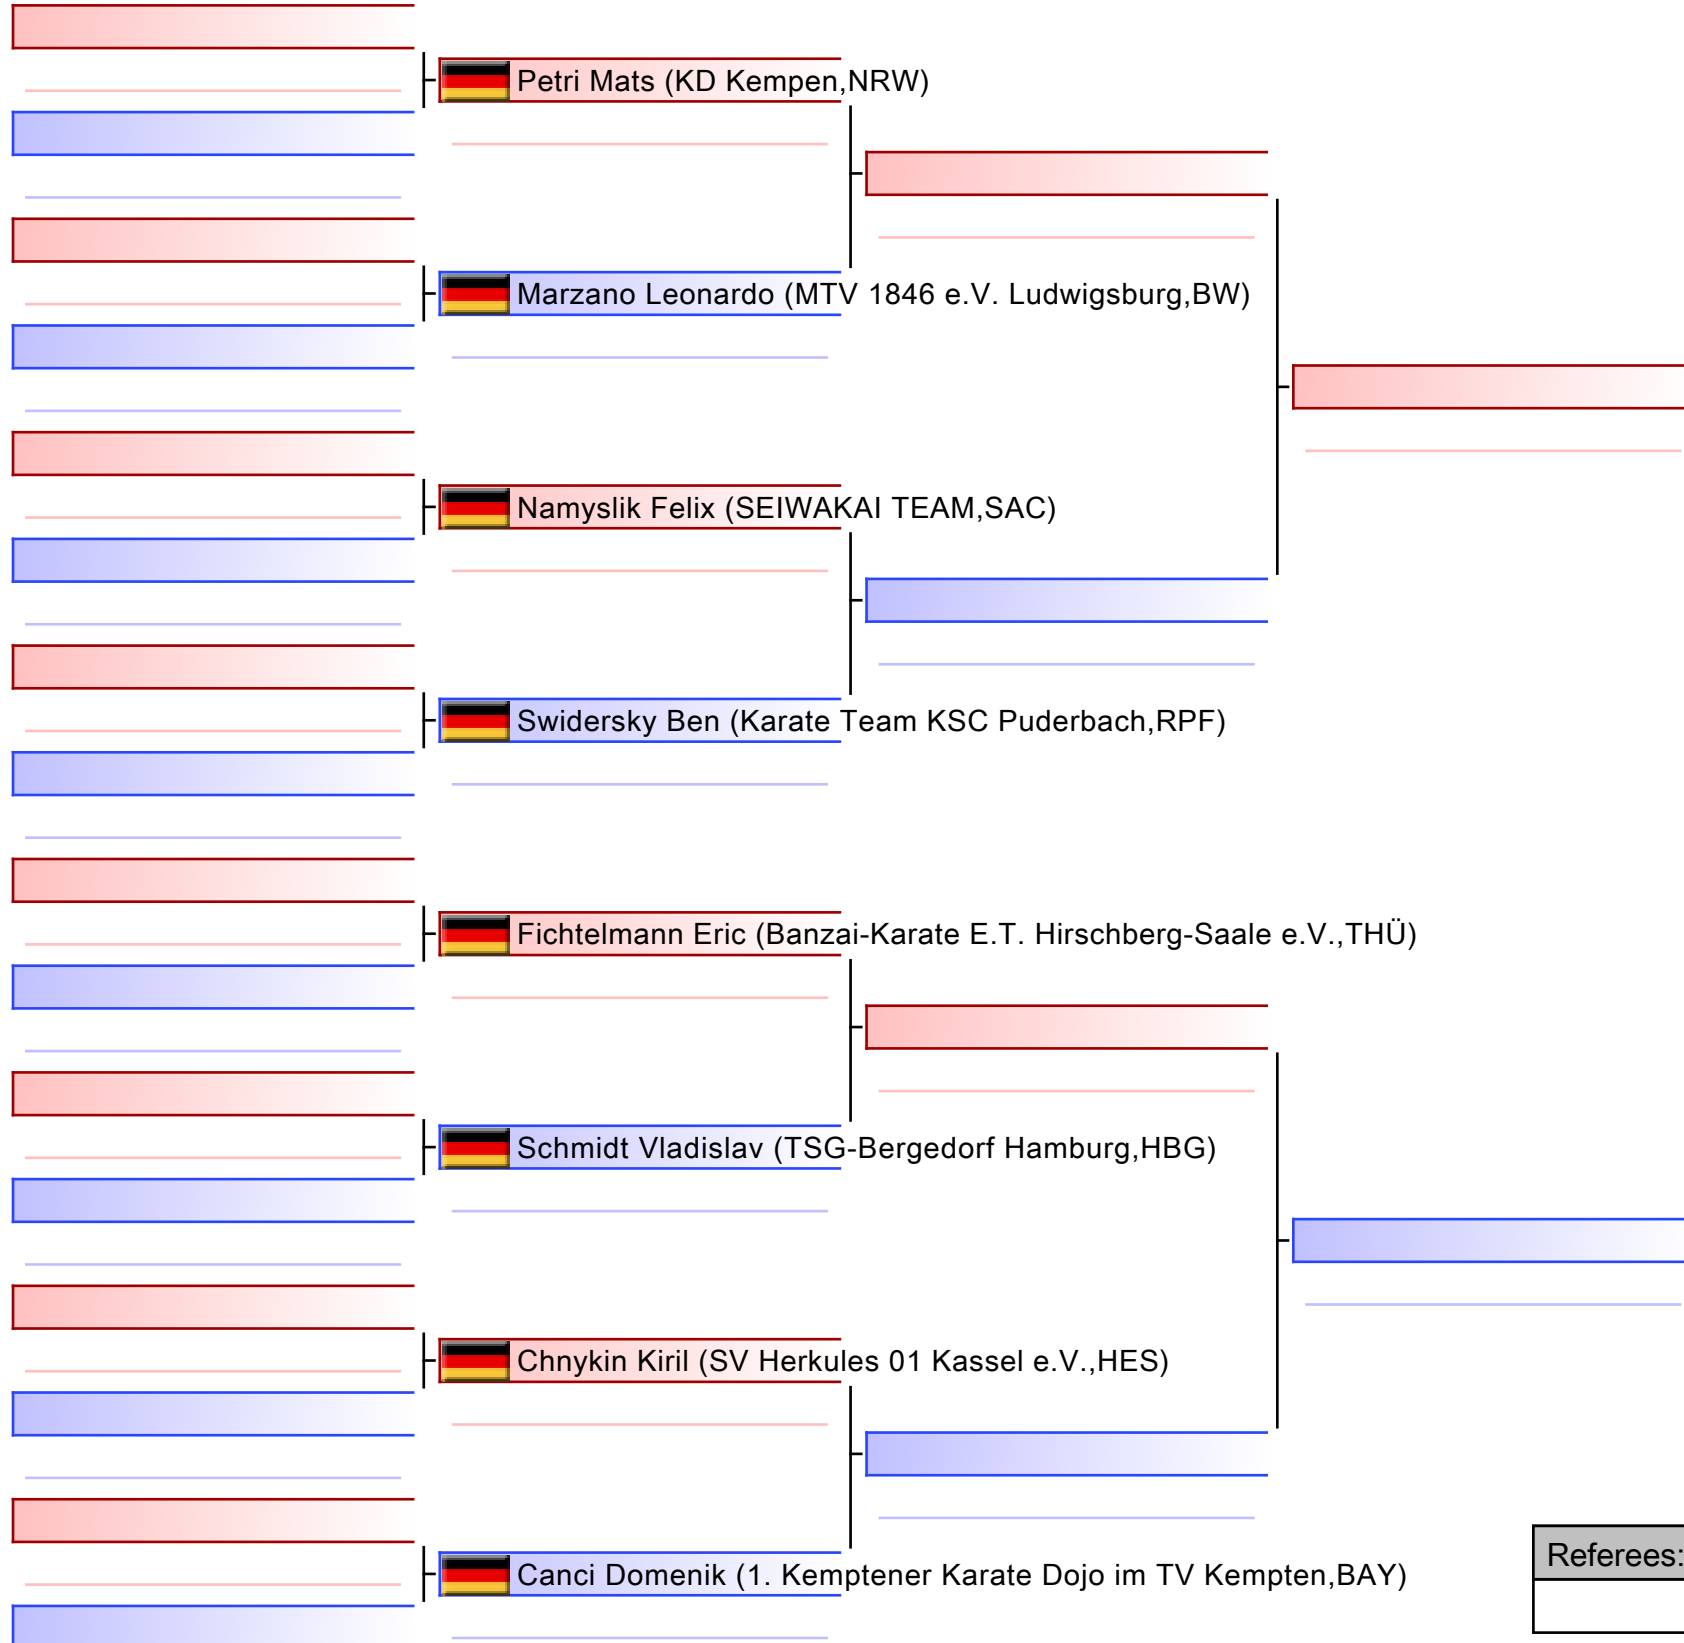 Petri Mats (KD Kempen,NRW)
Marzano Leonardo (MTV 1846 e.V. Ludwigsburg,BW)
Namyslik Felix (SEIWAKAI TEAM,SAC)
Swidersky Ben (Karate Team KSC Puderbach,RPF)
Fichtelmann Eric (Banzai-Karate E.T. Hirschberg-Saale e.V.,THÜ)
Schmidt Vladislav (TSG-Bergedorf Hamburg,HBG)
Chnykin Kiril (SV Herkules 01 Kassel e.V.,HES)
Canci Domenik (1. Kemptener Karate Dojo im TV Kempten,BAY)
Referees: